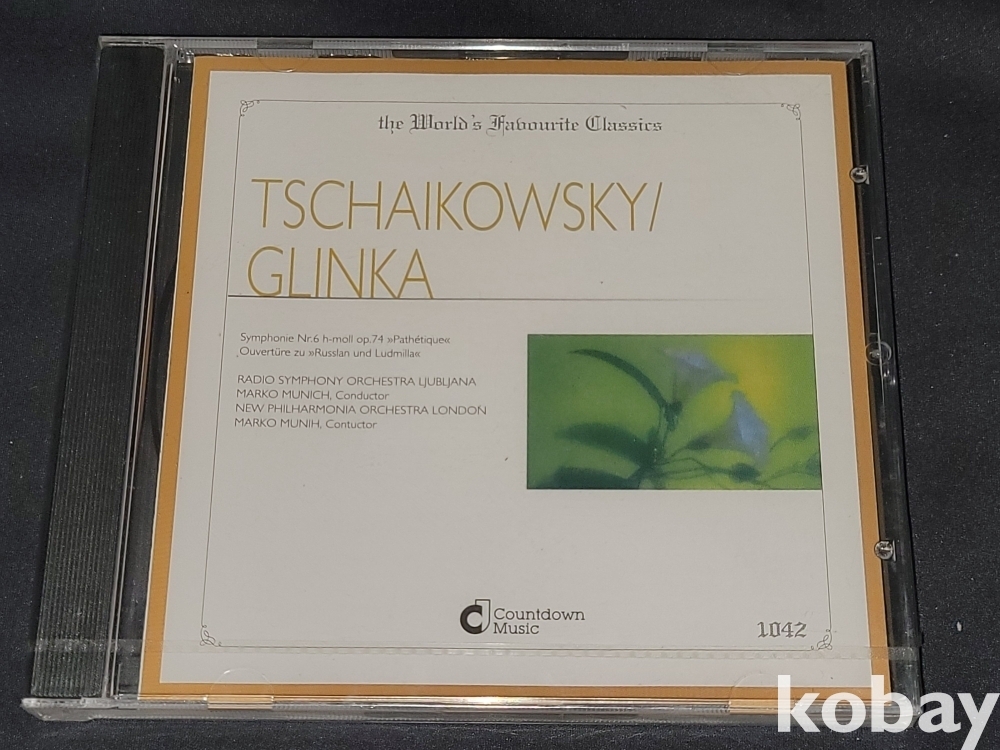 the World's Favourite Classics
TSCHAIKOWSKY/
GLINKA
Symphonie Nr.6 h-moll op.74 »Pathétique«
Ouvertüre zu »Russlan und Ludmilla«
RADIO SYMPHONY ORCHESTRA LJUBLJANA
MARKO MUNICH, Conductor
NEW PHILHARMONIA ORCHESTRA LONDON
MARKO MUNIH, Contuctor
Countdown
Music
1042
kobay